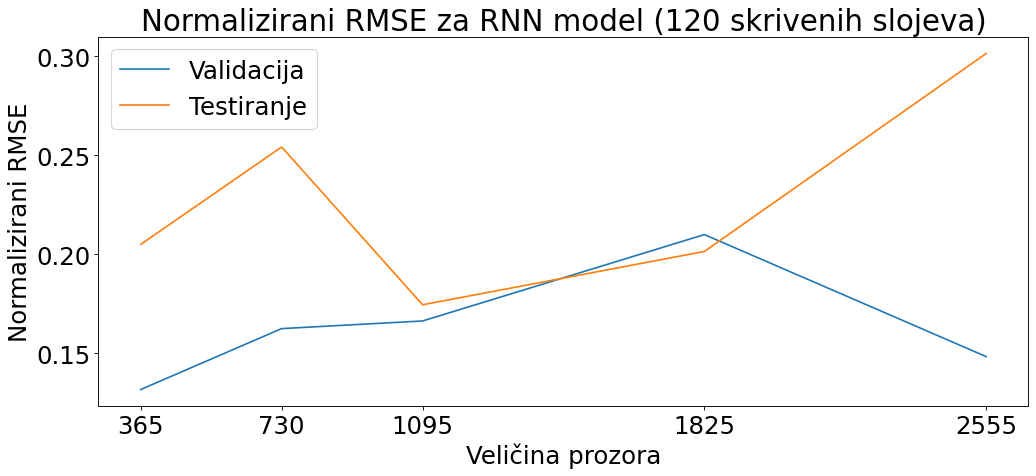 Normalizirani RMSE za RNN model (120 skrivenih slojeva)
Normalizirani RMSE
0.30
0.25
0.20
0.15
Validacija
Testiranje
365 730 1095 1825 2555
Veličina prozora